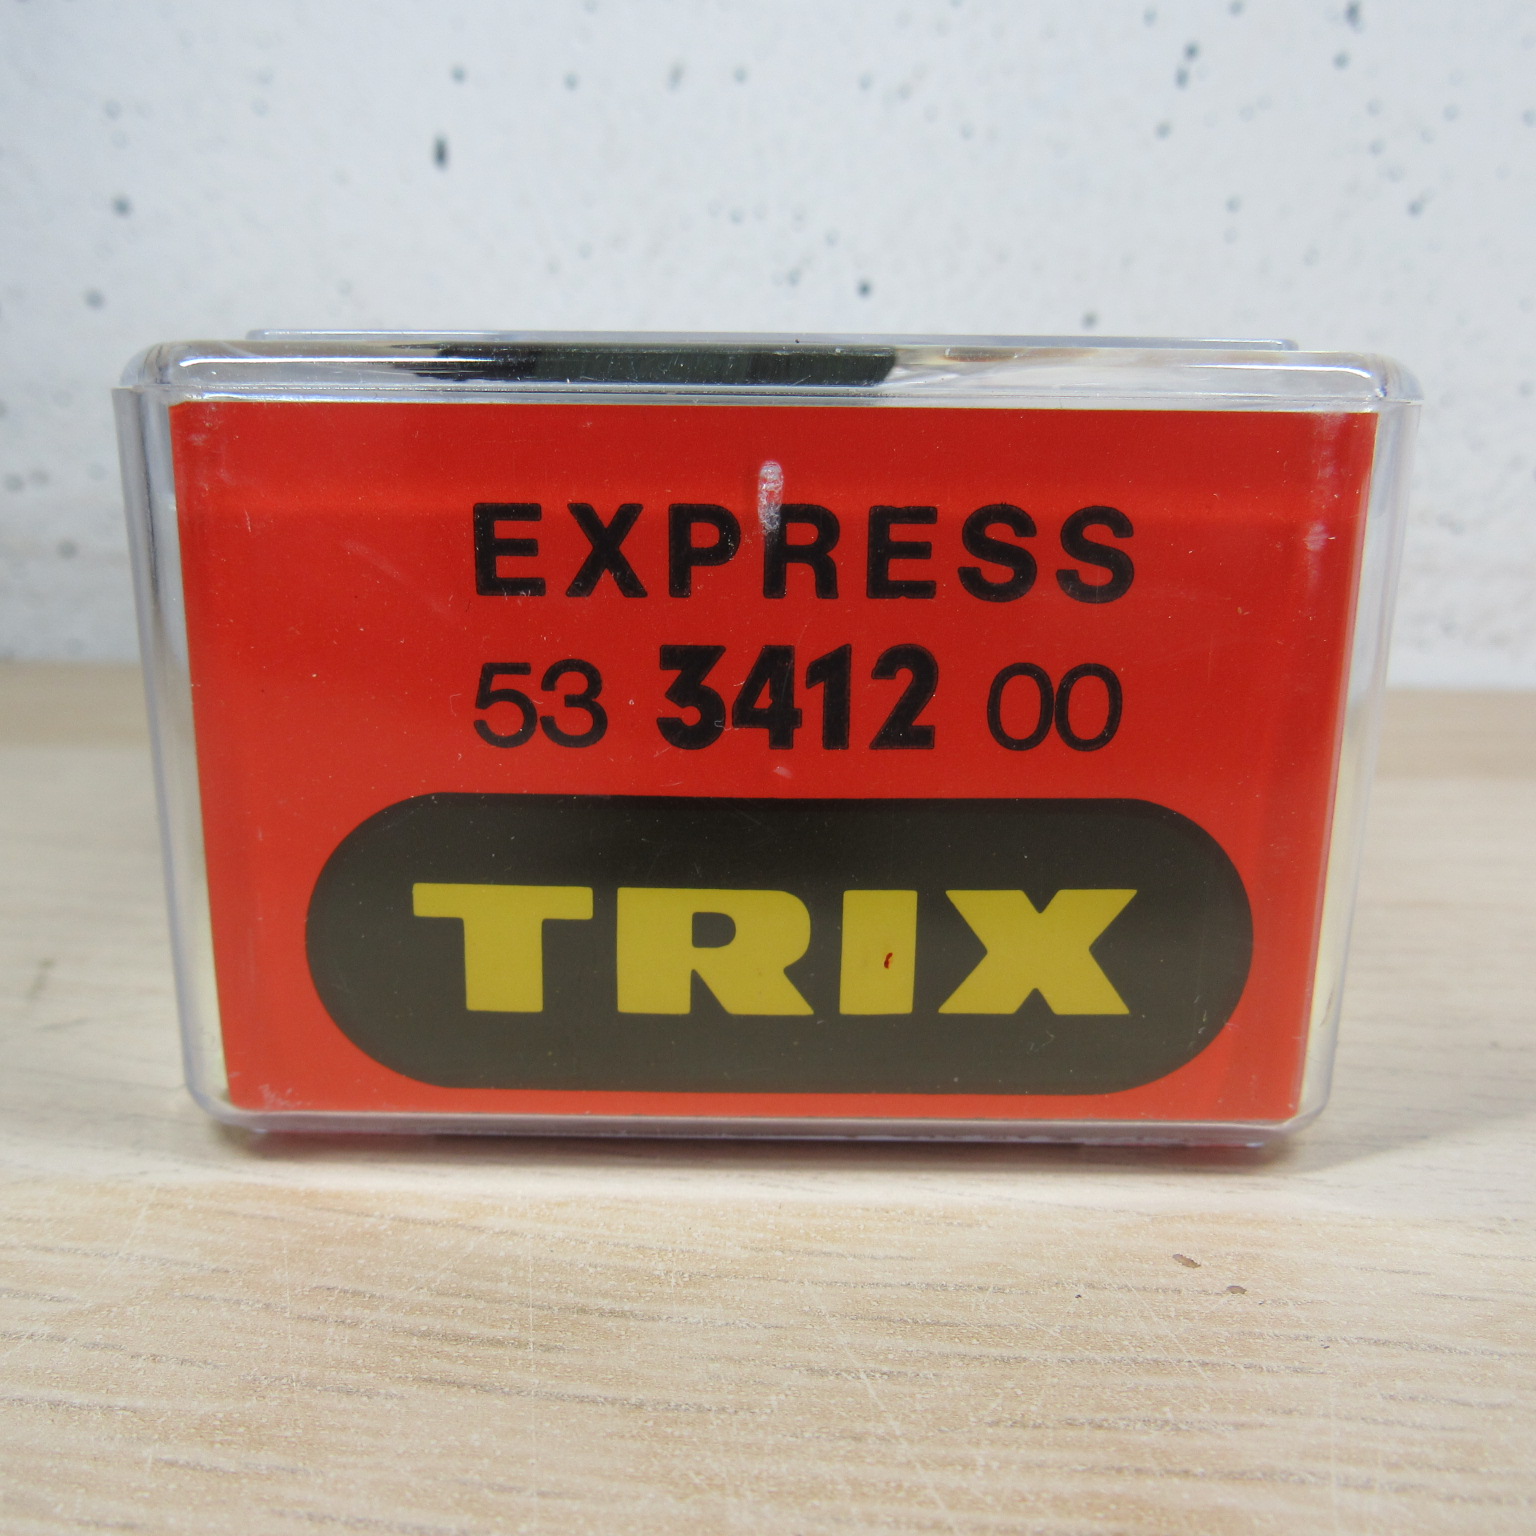 EXPRESS
53 3412 00
TRIX